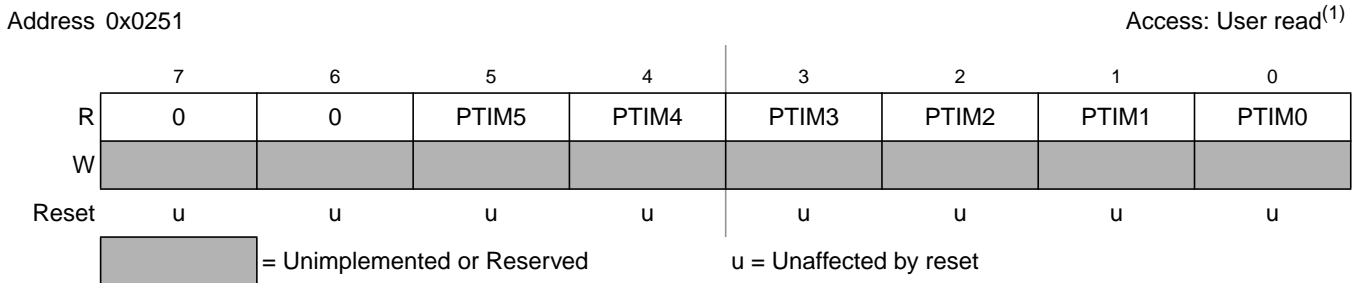 Address 0x0251 Access: User read(1)
7 6 5 4 3 2 1 0
R 0 0 PTIM5 PTIM4 PTIM3 PTIM2 PTIM1 PTIM0
W
Reset u u u u u u u u
= Unimplemented or Reserved u = Unaffected by reset